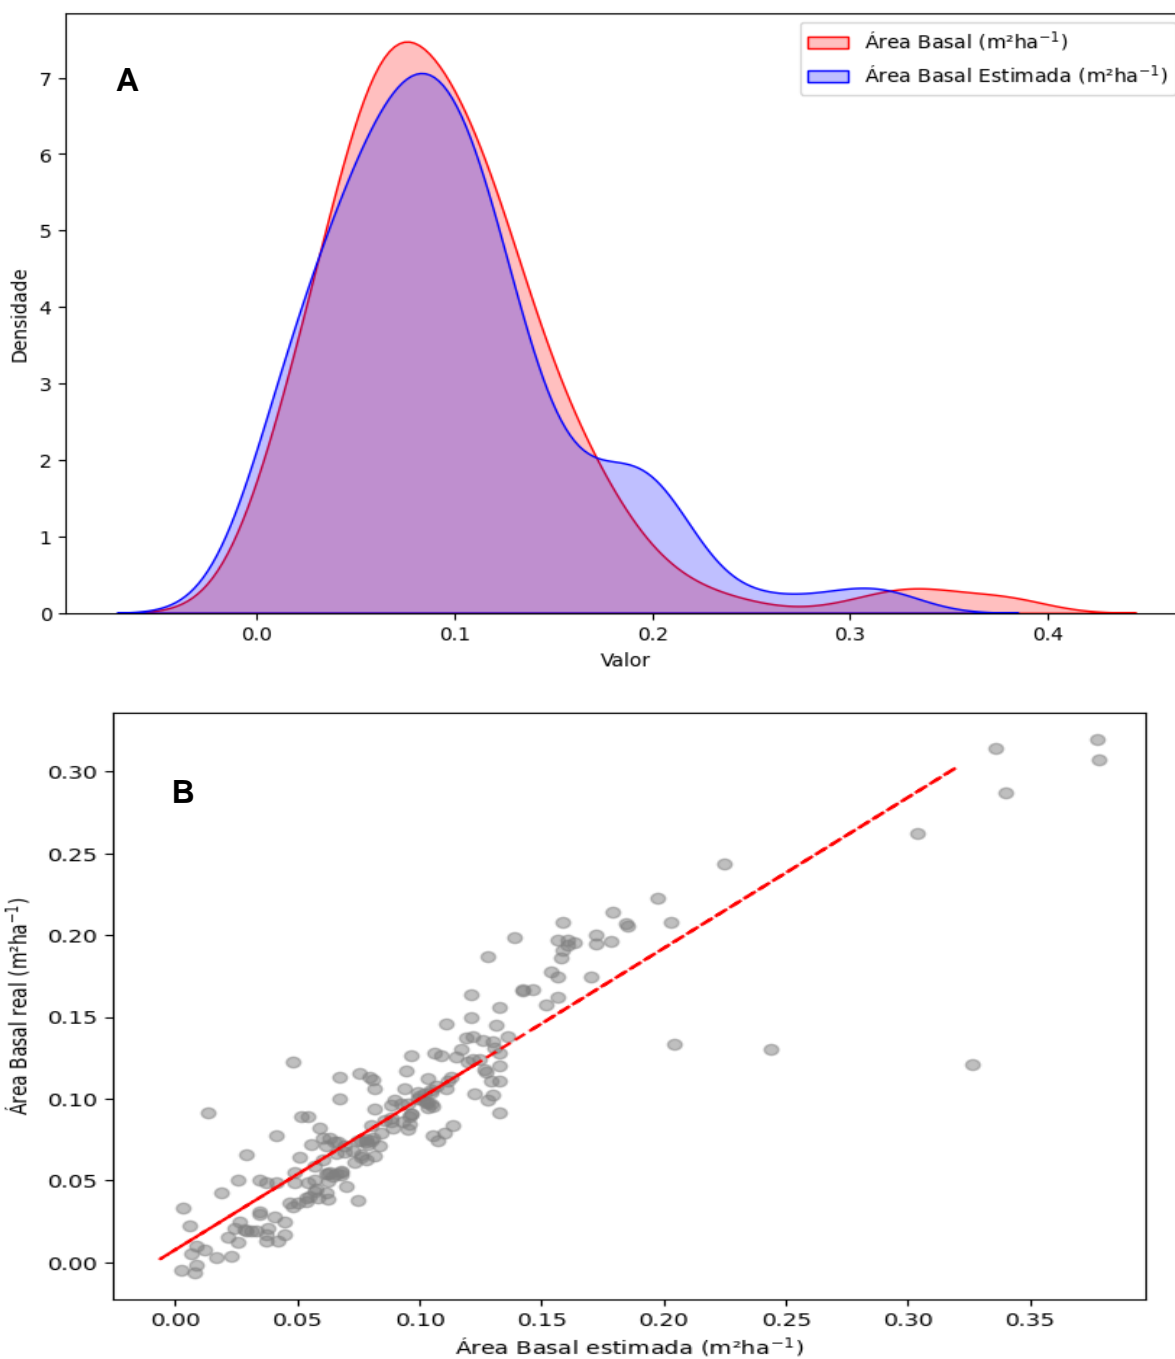 A
Área Basal (m²ha⁻¹)
Área Basal Estimada (m²ha⁻¹)
7
6
5
4
3
2
1
0
Densidade
0.0 0.1 0.2 0.3 0.4
Valor
B
0.30
0.25
0.20
0.15
0.10
0.05
0.00
Área Basal real (m²ha⁻¹)
0.00 0.05 0.10 0.15 0.20 0.25 0.30 0.35
Área Basal estimada (m²ha⁻¹)